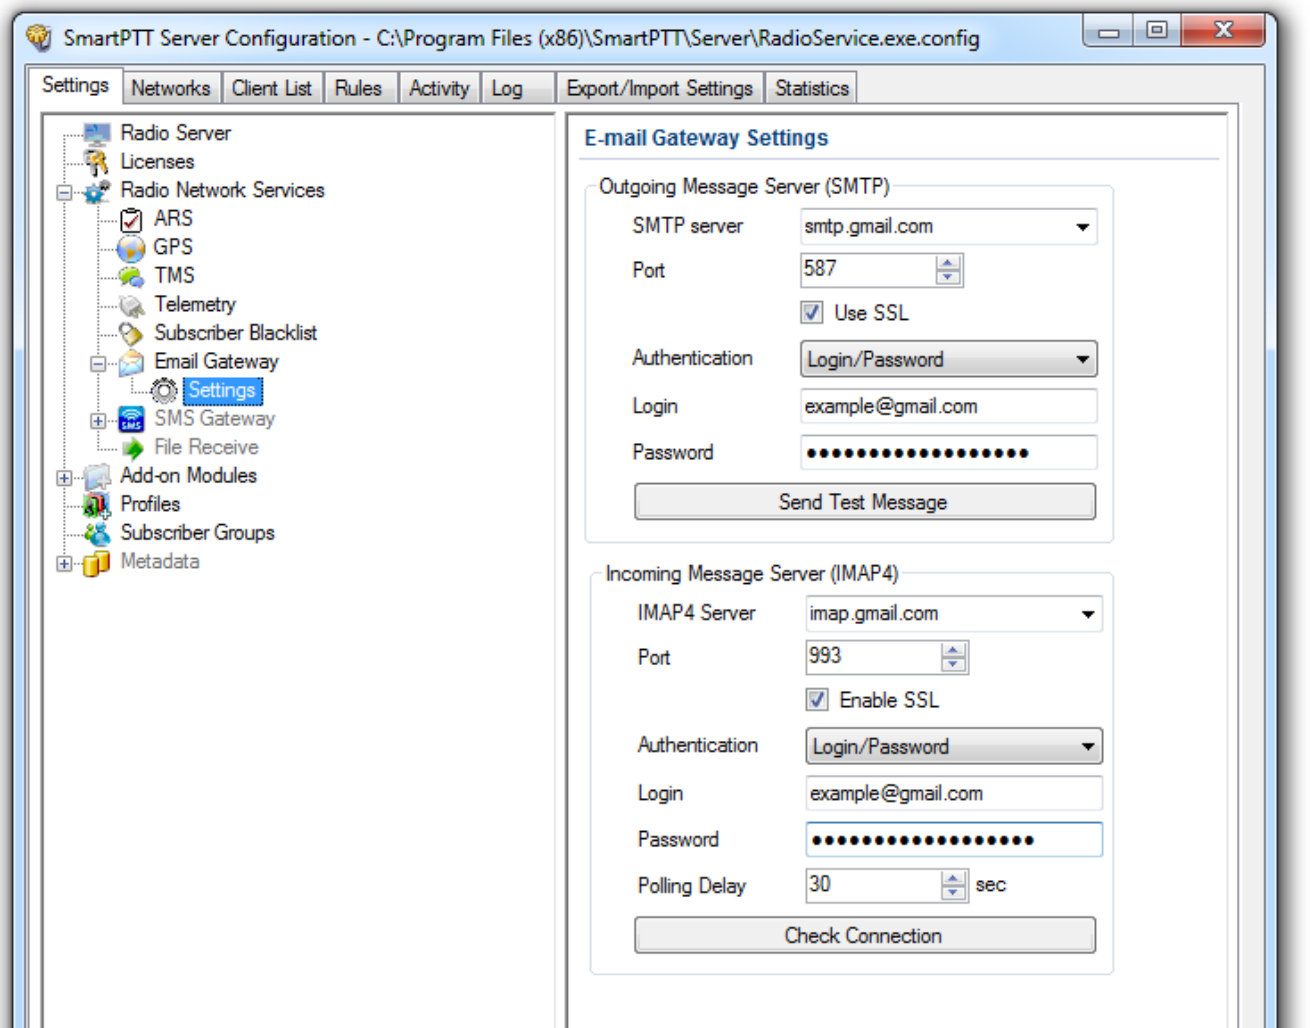 SmartPTT Server Configuration - C:\Program Files (x86)\SmartPTT\Server\RadioService.exe.config
Settings Networks Client List Rules Activity Log Export/Import Settings Statistics
Radio Server
Licenses
Radio Network Services
ARS
GPS
TMS
Telemetry
Subscriber Blacklist
Email Gateway
Settings
SMS Gateway
File Receive
Add-on Modules
Profiles
Subscriber Groups
Metadata
E-mail Gateway Settings
Outgoing Message Server (SMTP)
SMTP server smtp.gmail.com
Port 587
Use SSL
Authentication Login/Password
Login example@gmail.com
Password ●●●●●●●●●●●●●●●●●●
Send Test Message
Incoming Message Server (IMAP4)
IMAP4 Server imap.gmail.com
Port 993
Enable SSL
Authentication Login/Password
Login example@gmail.com
Password ●●●●●●●●●●●●●●●●●●
Polling Delay 30 sec
Check Connection